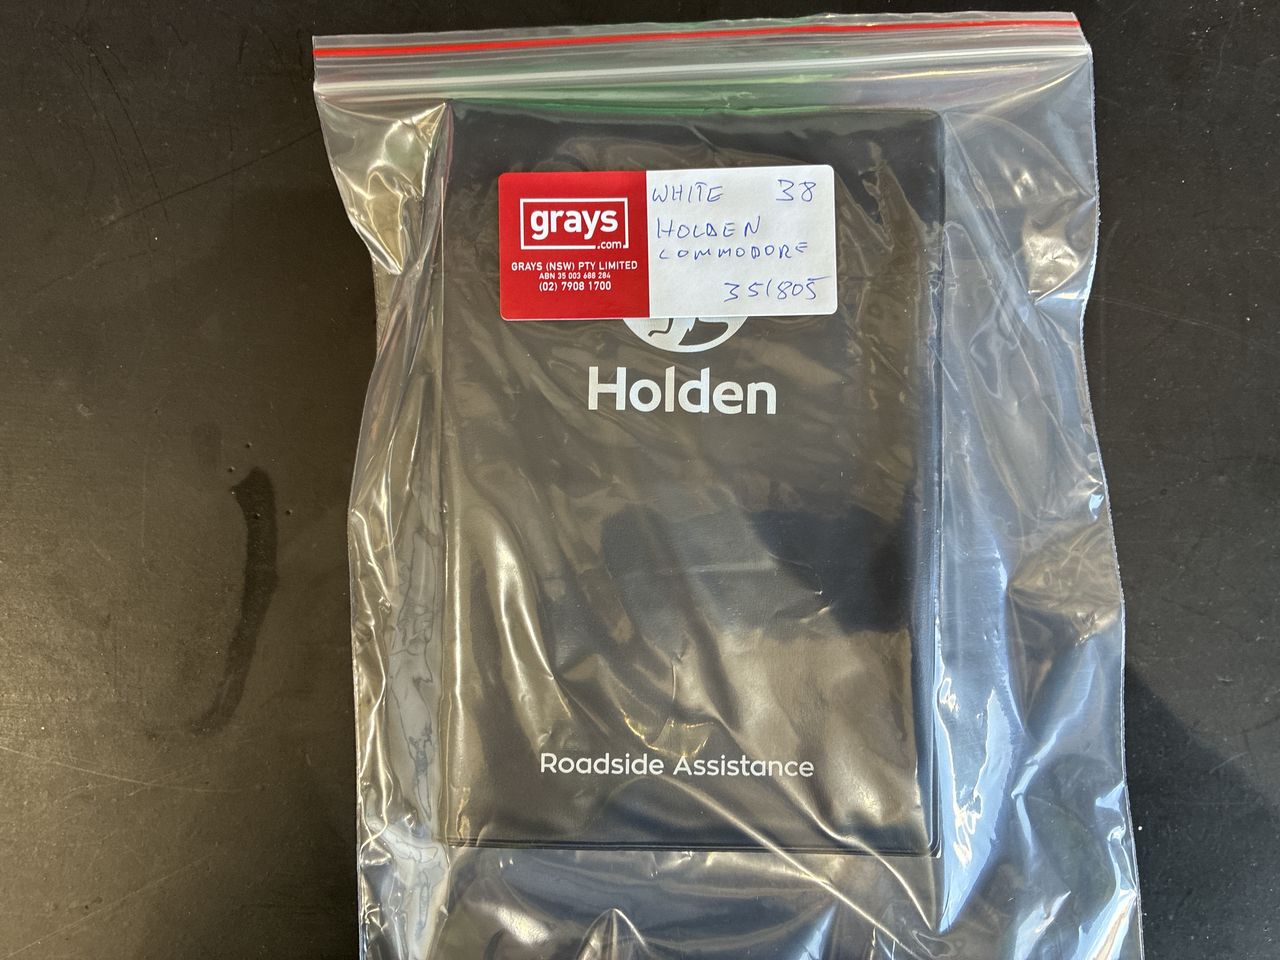 grays
.com
GRAYS (NSW) PTY LIMITED
ABN 35 003 688 284
(02) 7908 1700
WHITE 38
HOLDEN
COMMODORE
351805
Holden
Roadside Assistance